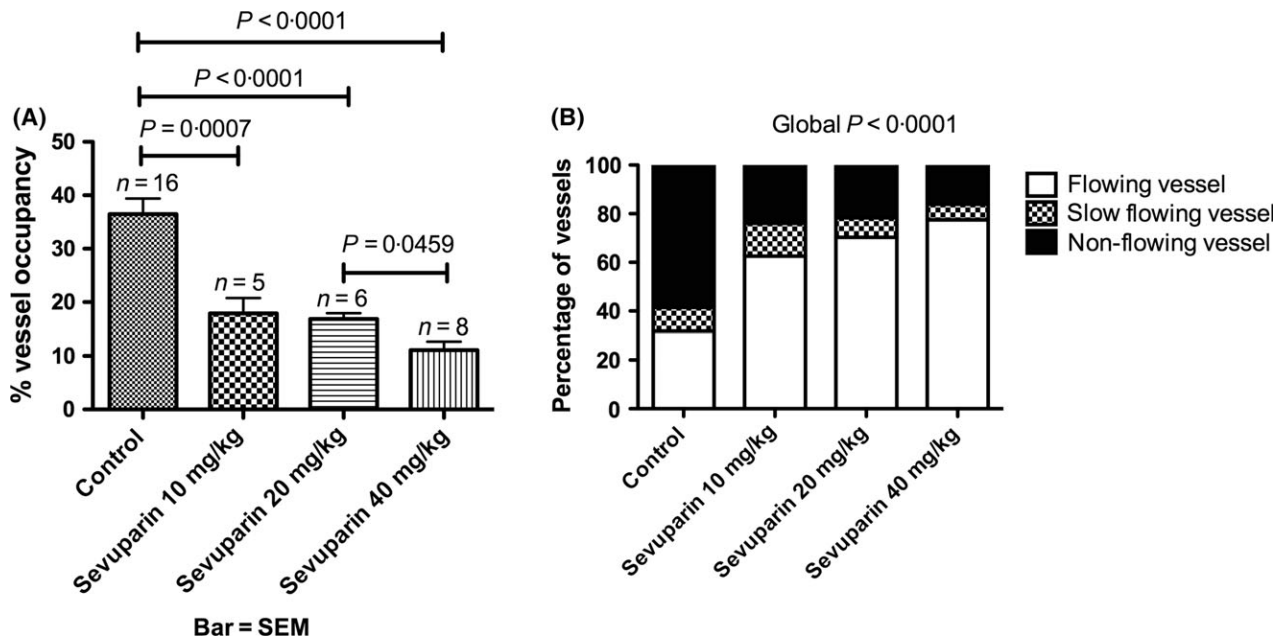 P < 0·0001
P < 0·0001
(A)
P = 0·0007
% vessel occupancy
50
40
30
20
10
0
n = 16
n = 5
P = 0·0459
n = 6
n = 8
Control
Sevuparin 10 mg/kg
Sevuparin 20 mg/kg
Sevuparin 40 mg/kg
Bar = SEM
(B)
Global P < 0·0001
Percentage of vessels
100
80
60
40
20
0
Control
Sevuparin 10 mg/kg
Sevuparin 20 mg/kg
Sevuparin 40 mg/kg
Flowing vessel
Slow flowing vessel
Non-flowing vessel